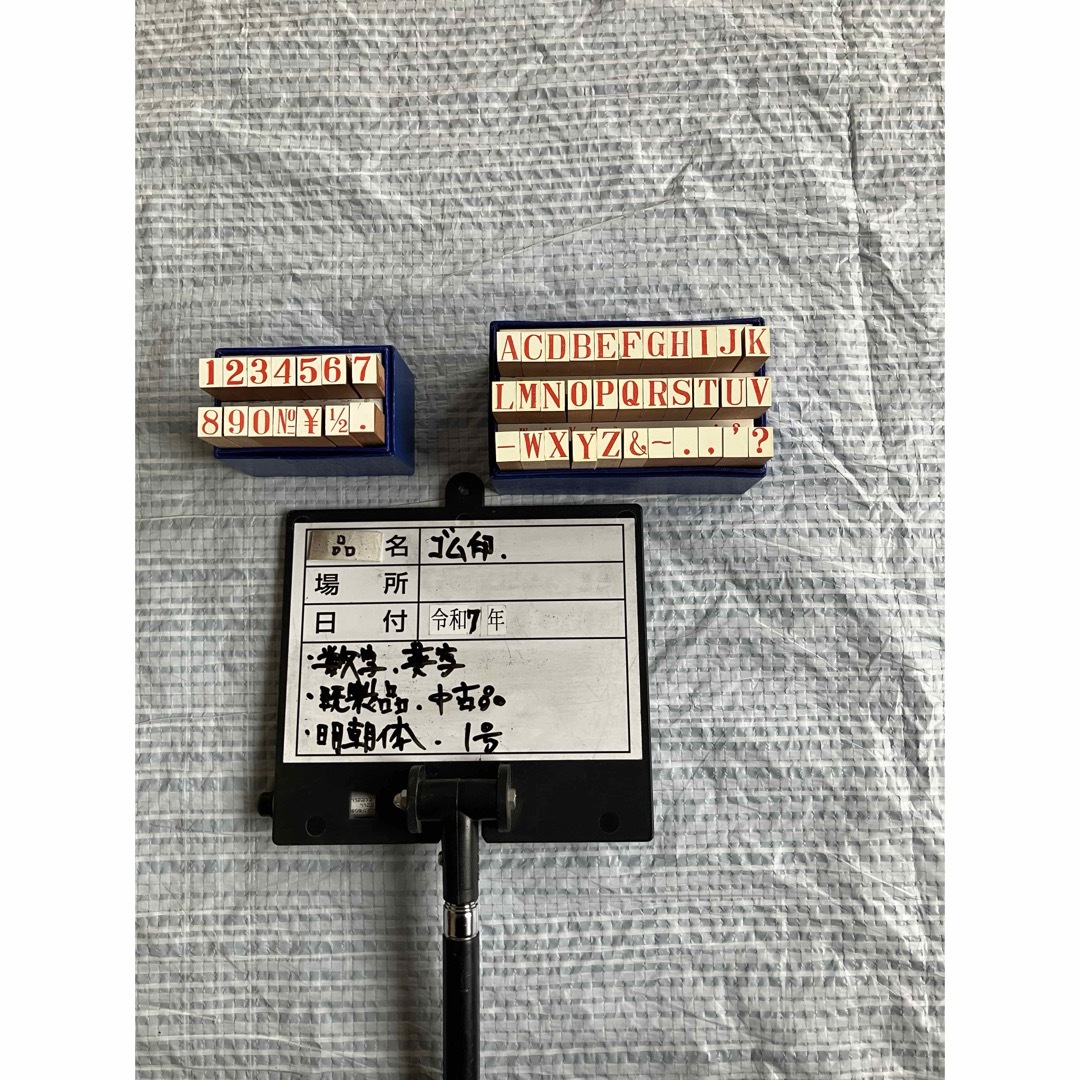 1234567
890№¥½.
ACDBEFGHIJK
LMNOPQRSTUV
-WXYZ&~.,’?
品名 ゴム印.
場所
日付 令和7年
・数字.英字
・既製品.中古品
・明朝体.1号